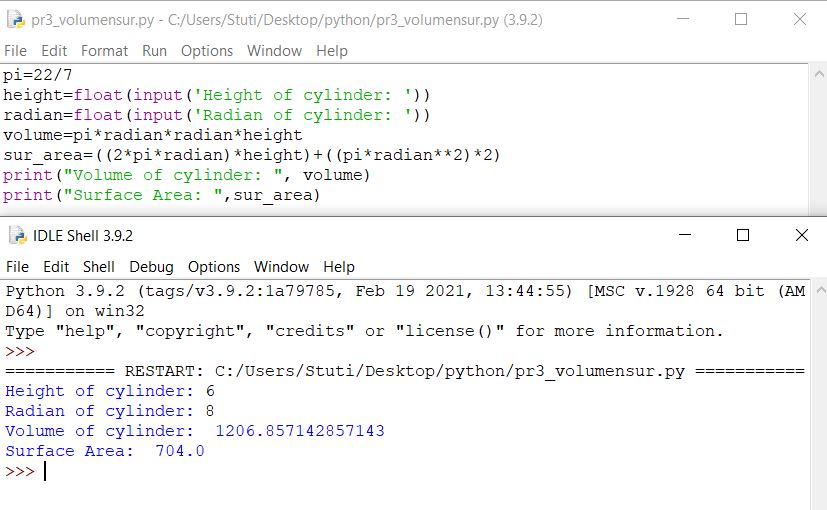 pr3_volumensur.py - C:/Users/Stuti/Desktop/python/pr3_volumensur.py (3.9.2)
File Edit Format Run Options Window Help
pi=22/7
height=float(input('Height of cylinder: '))
radian=float(input('Radian of cylinder: '))
volume=pi*radian*radian*height
sur_area=((2*pi*radian)*height)+((pi*radian**2)*2)
print("Volume of cylinder: ", volume)
print("Surface Area: ",sur_area)
IDLE Shell 3.9.2
File Edit Shell Debug Options Window Help
Python 3.9.2 (tags/v3.9.2:1a79785, Feb 19 2021, 13:44:55) [MSC v.1928 64 bit (AM
D64)] on win32
Type "help", "copyright", "credits" or "license()" for more information.
>>>
=========== RESTART: C:/Users/Stuti/Desktop/python/pr3_volumensur.py ===========
Height of cylinder: 6
Radian of cylinder: 8
Volume of cylinder:  1206.857142857143
Surface Area:  704.0
>>>